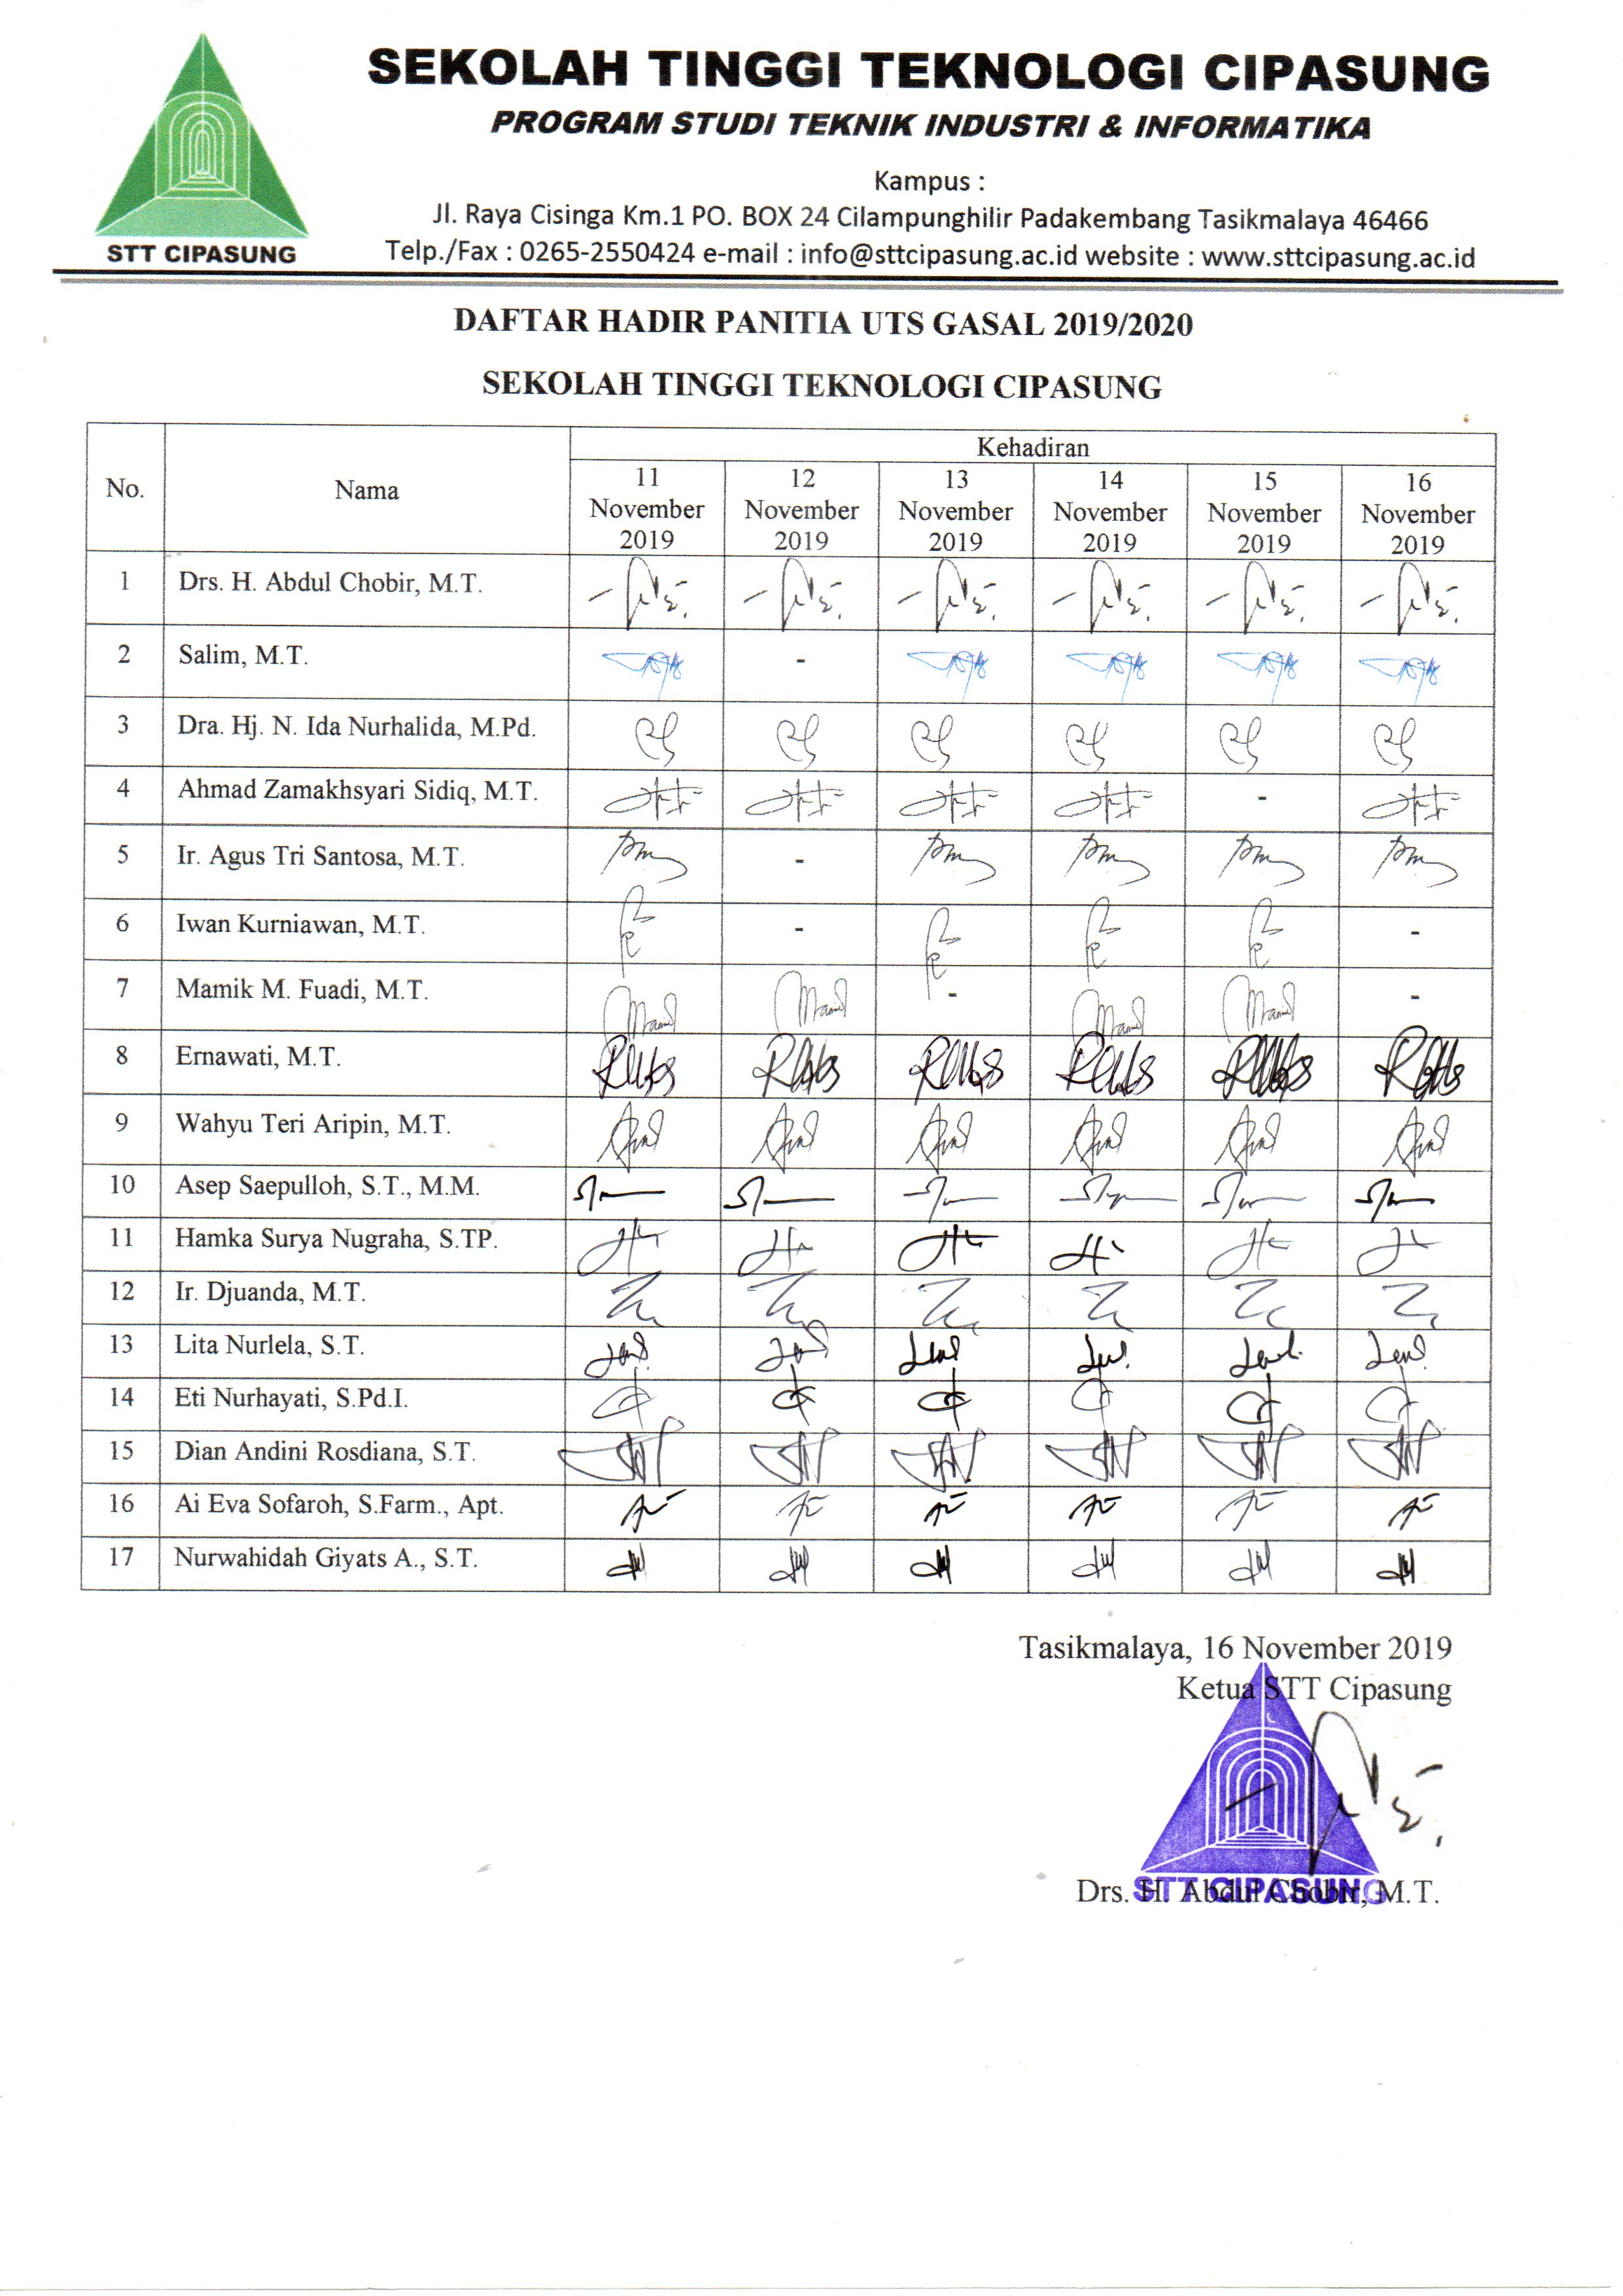 SEKOLAH TINGGI TEKNOLOGI CIPASUNG
PROGRAM STUDI TEKNIK INDUSTRI & INFORMATIKA
Kampus :
Jl. Raya Cisinga Km.1 PO. BOX 24 Cilampunghilir Padakembang Tasikmalaya 46466
Telp./Fax : 0265-2550424 e-mail : info@sttcipasung.ac.id website : www.sttcipasung.ac.id
STT CIPASUNG
DAFTAR HADIR PANITIA UTS GASAL 2019/2020
SEKOLAH TINGGI TEKNOLOGI CIPASUNG
No. Nama Kehadiran
11 November 2019 12 November 2019 13 November 2019 14 November 2019 15 November 2019 16 November 2019
1 Drs. H. Abdul Chobir, M.T.
2 Salim, M.T. -
3 Dra. Hj. N. Ida Nurhalida, M.Pd.
4 Ahmad Zamakhsyari Sidiq, M.T. -
5 Ir. Agus Tri Santosa, M.T. -
6 Iwan Kurniawan, M.T. - -
7 Mamik M. Fuadi, M.T. - -
8 Ernawati, M.T.
9 Wahyu Teri Aripin, M.T.
10 Asep Saepulloh, S.T., M.M.
11 Hamka Surya Nugraha, S.TP.
12 Ir. Djuanda, M.T.
13 Lita Nurlela, S.T.
14 Eti Nurhayati, S.Pd.I.
15 Dian Andini Rosdiana, S.T.
16 Ai Eva Sofaroh, S.Farm., Apt.
17 Nurwahidah Giyats A., S.T.
Tasikmalaya, 16 November 2019
Ketua STT Cipasung
STT CIPASUNG
Drs. H. Abdul Chobir, M.T.